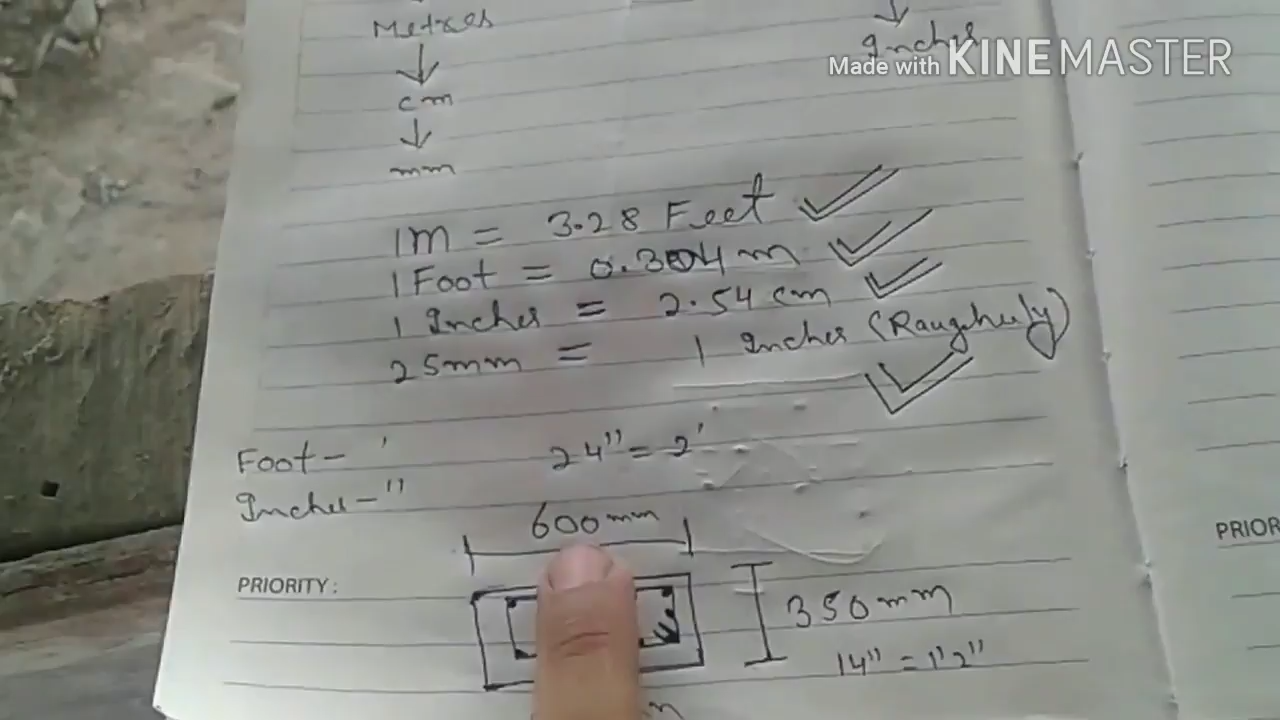 Metres
Inches
Made with KINEMASTER
cm
mm
1m = 3.28 Feet
1 Foot = 0.304 m
1 Inches = 2.54 cm
25mm = 1 Inches (Raugheuly)
Foot- '
24" = 2'
Inches-"
600mm
PRIORITY:
PRIOR
350mm
14" = 1'2"